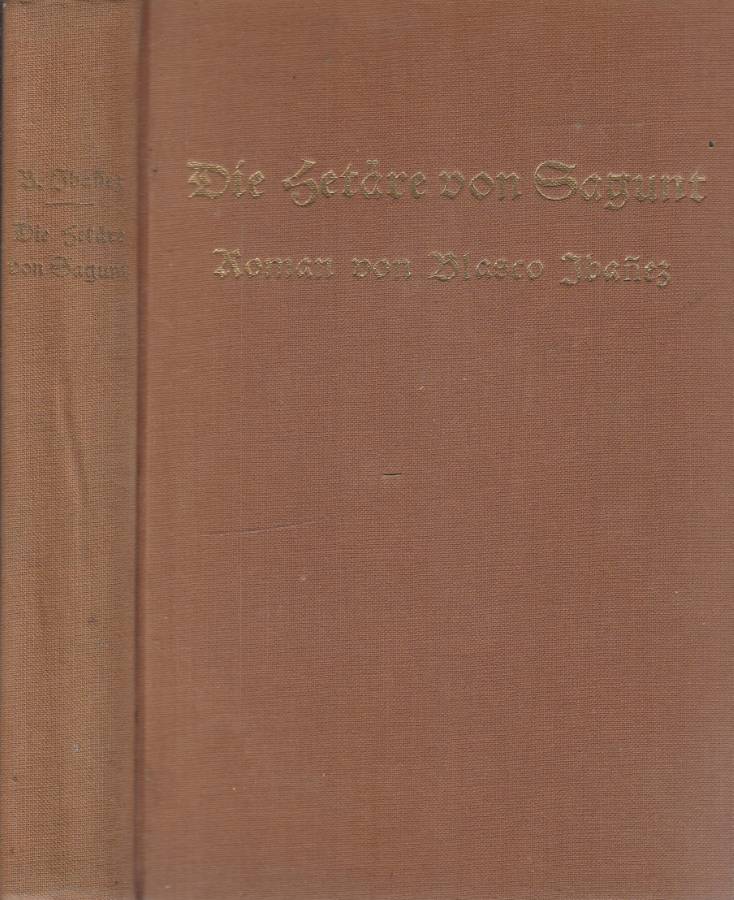 Die Hetäre von Sagunt
Roman von Blasco Ibañez
B. Ibañez
Die Hetäre
von Sagunt